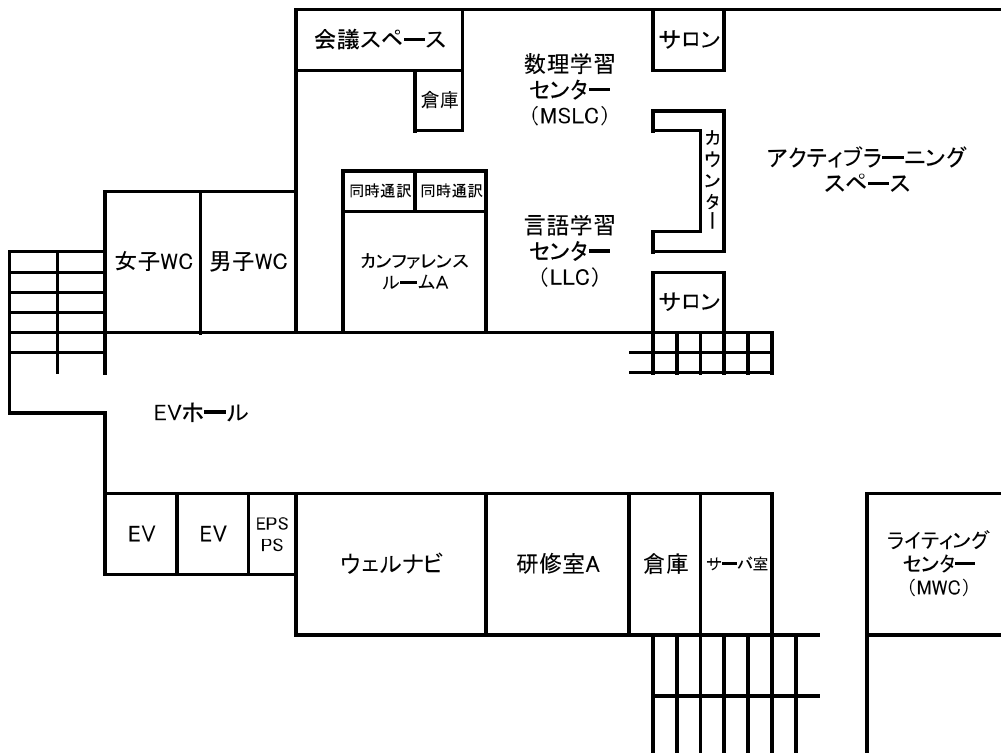 会議スペース
倉庫
数理学習
センター
（MSLC）
サロン
カウンター
アクティブラーニング
スペース
同時通訳
同時通訳
カンファレンス
ルームA
言語学習
センター
（LLC）
サロン
女子WC
男子WC
EVホール
EV
EV
EPS
PS
ウェルナビ
研修室A
倉庫
サーバ室
ライティング
センター
（MWC）